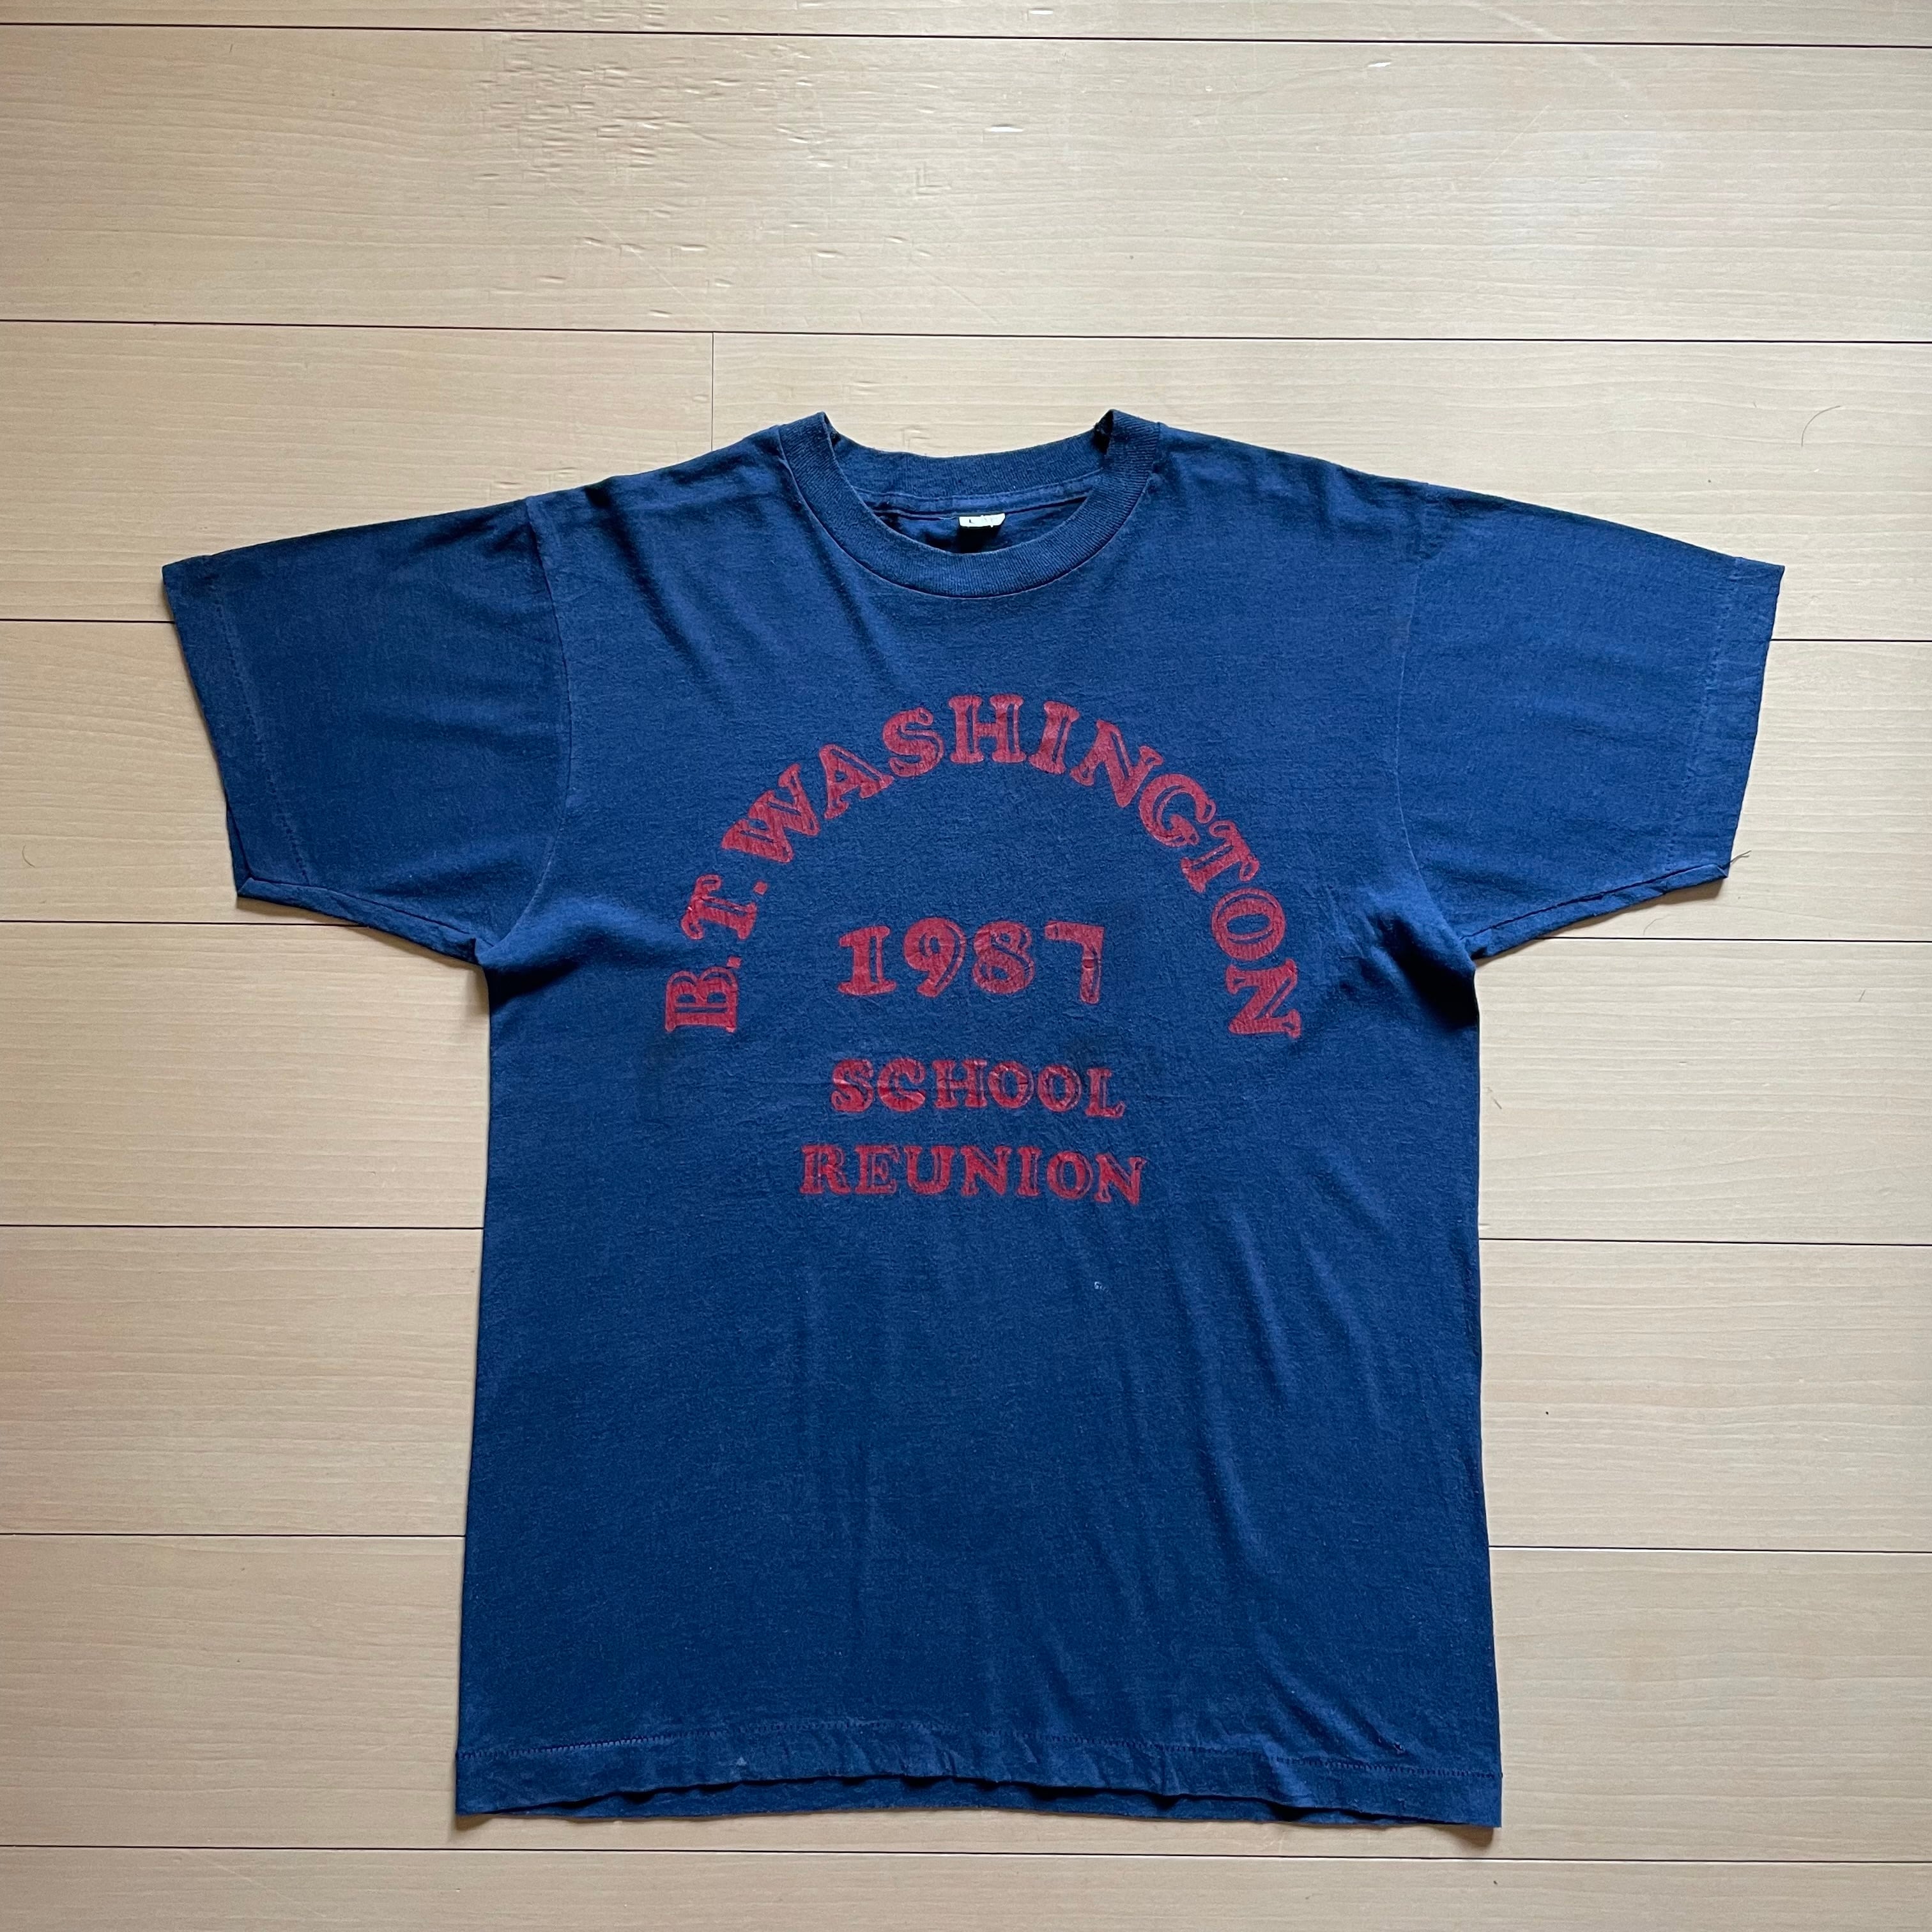 B.T. WASHINGTON
1987
SCHOOL
REUNION